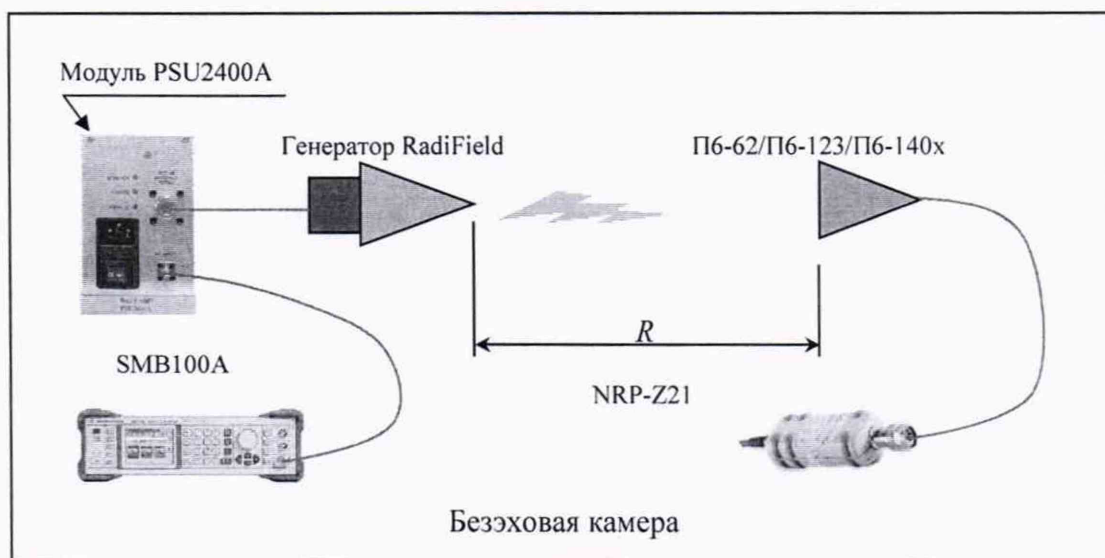 Модуль PSU2400A
Генератор RadiField
П6-62/П6-123/П6-140х
R
SMB100A
NRP-Z21
Безэховая камера